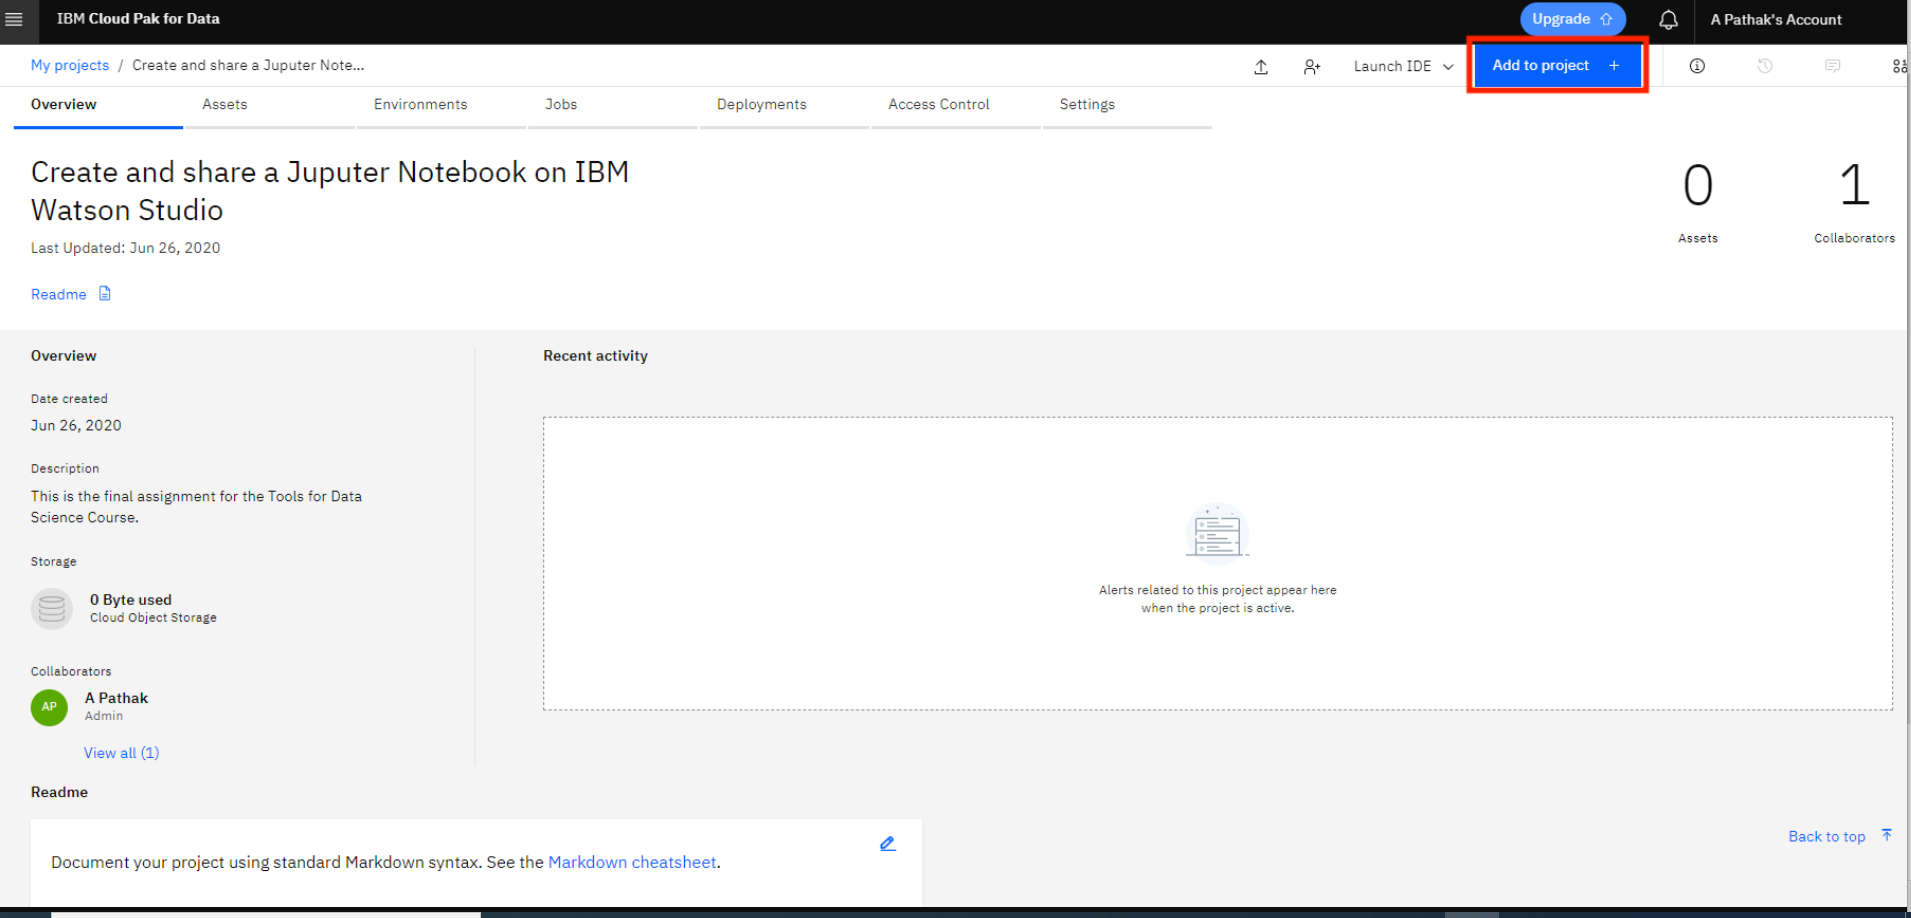 IBM Cloud Pak for Data
Upgrade
A Pathak's Account
My projects / Create and share a Juputer Note...
Launch IDE
Add to project +
Overview
Assets
Environments
Jobs
Deployments
Access Control
Settings
Create and share a Juputer Notebook on IBM
Watson Studio
Last Updated: Jun 26, 2020
Readme
0
Assets
1
Collaborators
Overview
Date created
Jun 26, 2020
Description
This is the final assignment for the Tools for Data
Science Course.
Storage
0 Byte used
Cloud Object Storage
Collaborators
AP
A Pathak
Admin
View all (1)
Recent activity
Alerts related to this project appear here
when the project is active.
Readme
Document your project using standard Markdown syntax. See the Markdown cheatsheet.
Back to top